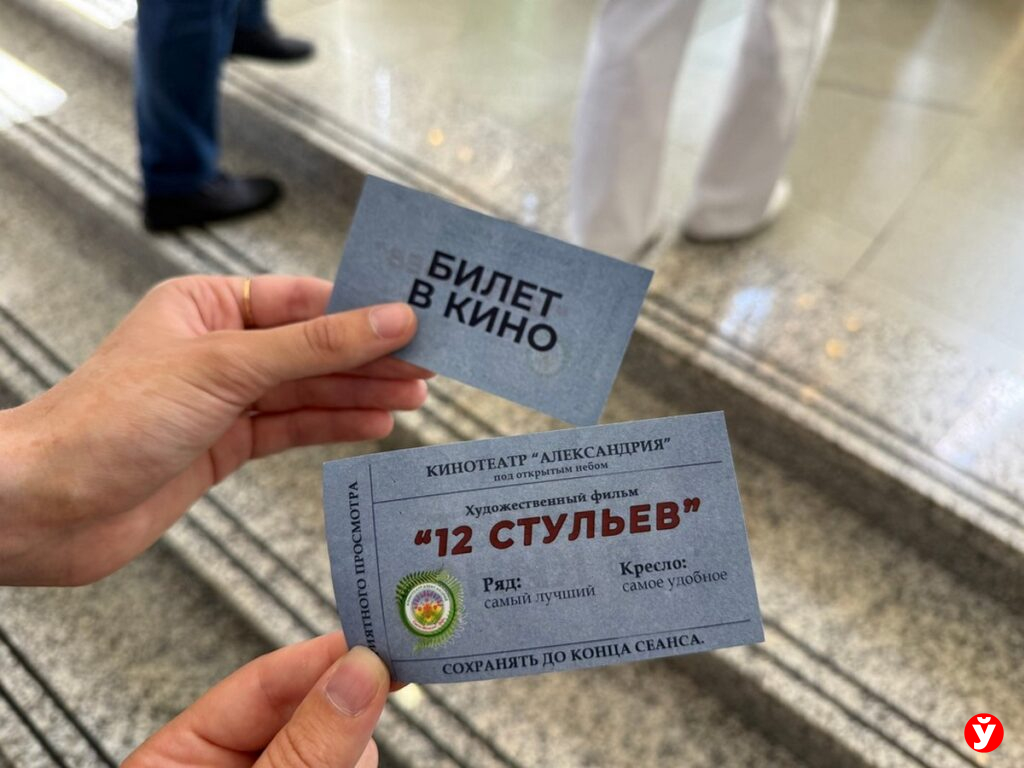 БИЛЕТ
В КИНО
КИНОТЕАТР "АЛЕКСАНДРИЯ"
под открытым небом
Художественный фильм
"12 СТУЛЬЕВ"
Ряд:
самый лучший
Кресло:
самое удобное
СОХРАНЯТЬ ДО КОНЦА СЕАНСА.
ПРОСМОТРА
Ў